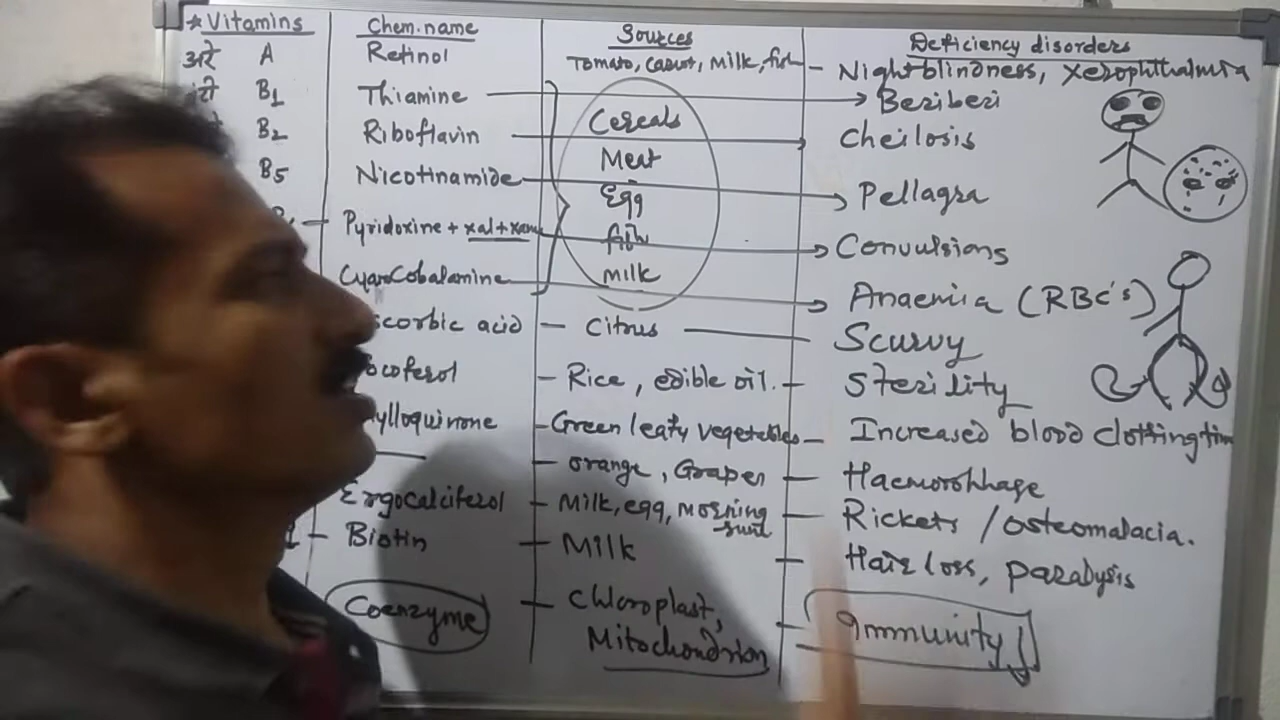 *Vitamins Chem. name Sources Deficiency disorders
अरे A Retinol Tomato, Carrot, Milk, fish - Nightblindness, Xerophthalmia
B1 Thiamine Beriberi
B2 Riboflavin Cereals Cheilosis
B5 Nicotinamide Meat Pellagra
Egg
Pyridoxine + xal + xam fish Convulsions
CyanoCobalamine milk Anaemia (RBC's)
scorbic acid - Citrus Scurvy
ocoferol - Rice, edible oil. - Sterility
ylloquinone - Green leafy vegetables - Increased blood clotting tim
- orange, Grapes - Haemorrhage
Ergocalciferol - Milk, egg, morning sun - Rickets / osteomalacia.
- Biotin - Milk - Hair loss, paralysis
Coenzyme - Chloroplast, Mitochondrion - Immunity